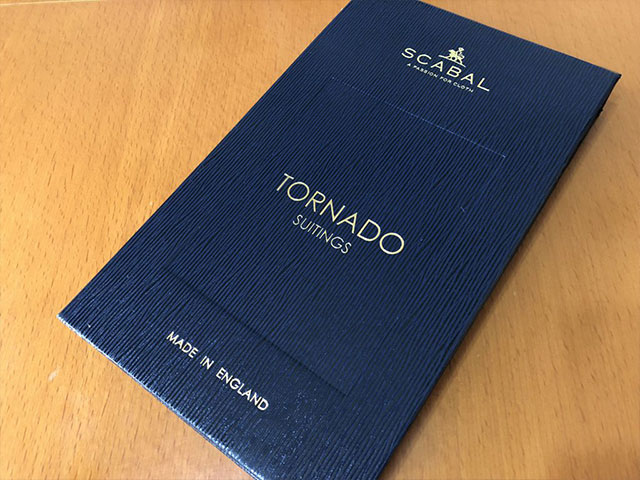 SCABAL
A PASSION FOR CLOTH
TORNADO
SUITINGS
MADE IN ENGLAND